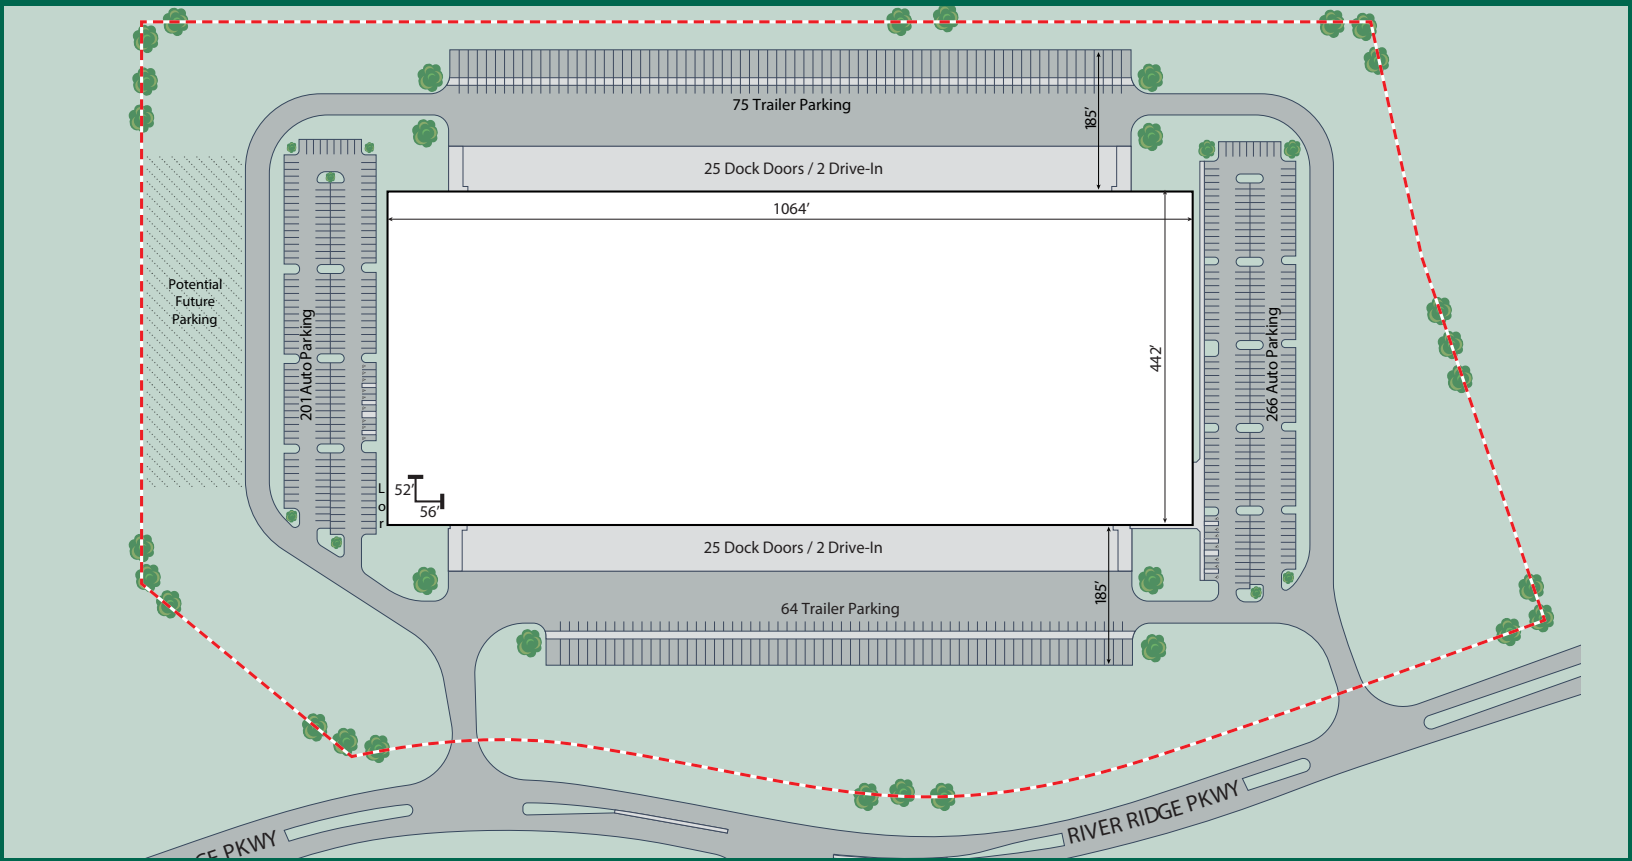 75 Trailer Parking
185′
25 Dock Doors / 2 Drive-In
1064′
Potential
Future
Parking
201 Auto Parking
442′
266 Auto Parking
L
o
r
52′
56′
25 Dock Doors / 2 Drive-In
185′
64 Trailer Parking
RIVER RIDGE PKWY
GE PKWY